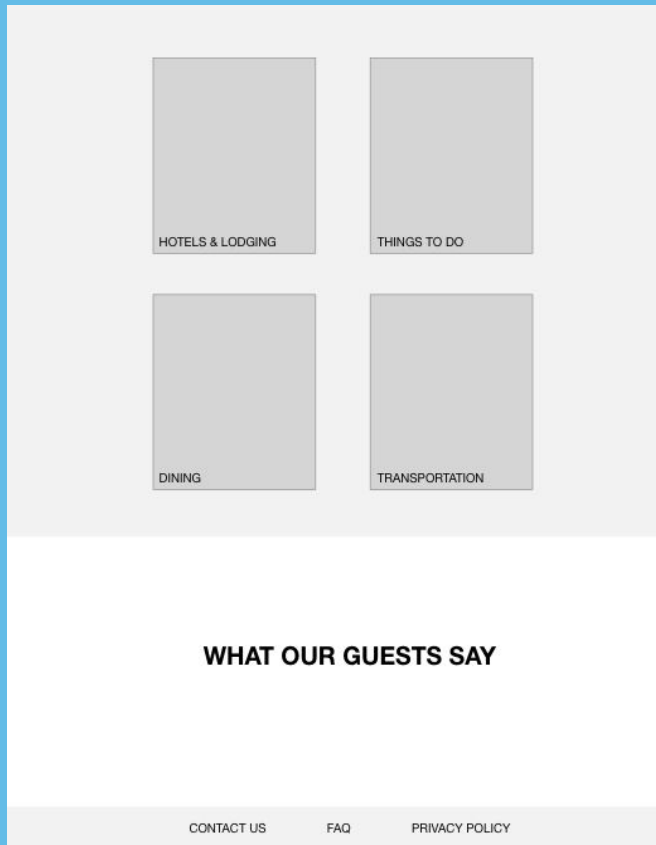 HOTELS & LODGING
THINGS TO DO
DINING
TRANSPORTATION
WHAT OUR GUESTS SAY
CONTACT US
FAQ
PRIVACY POLICY